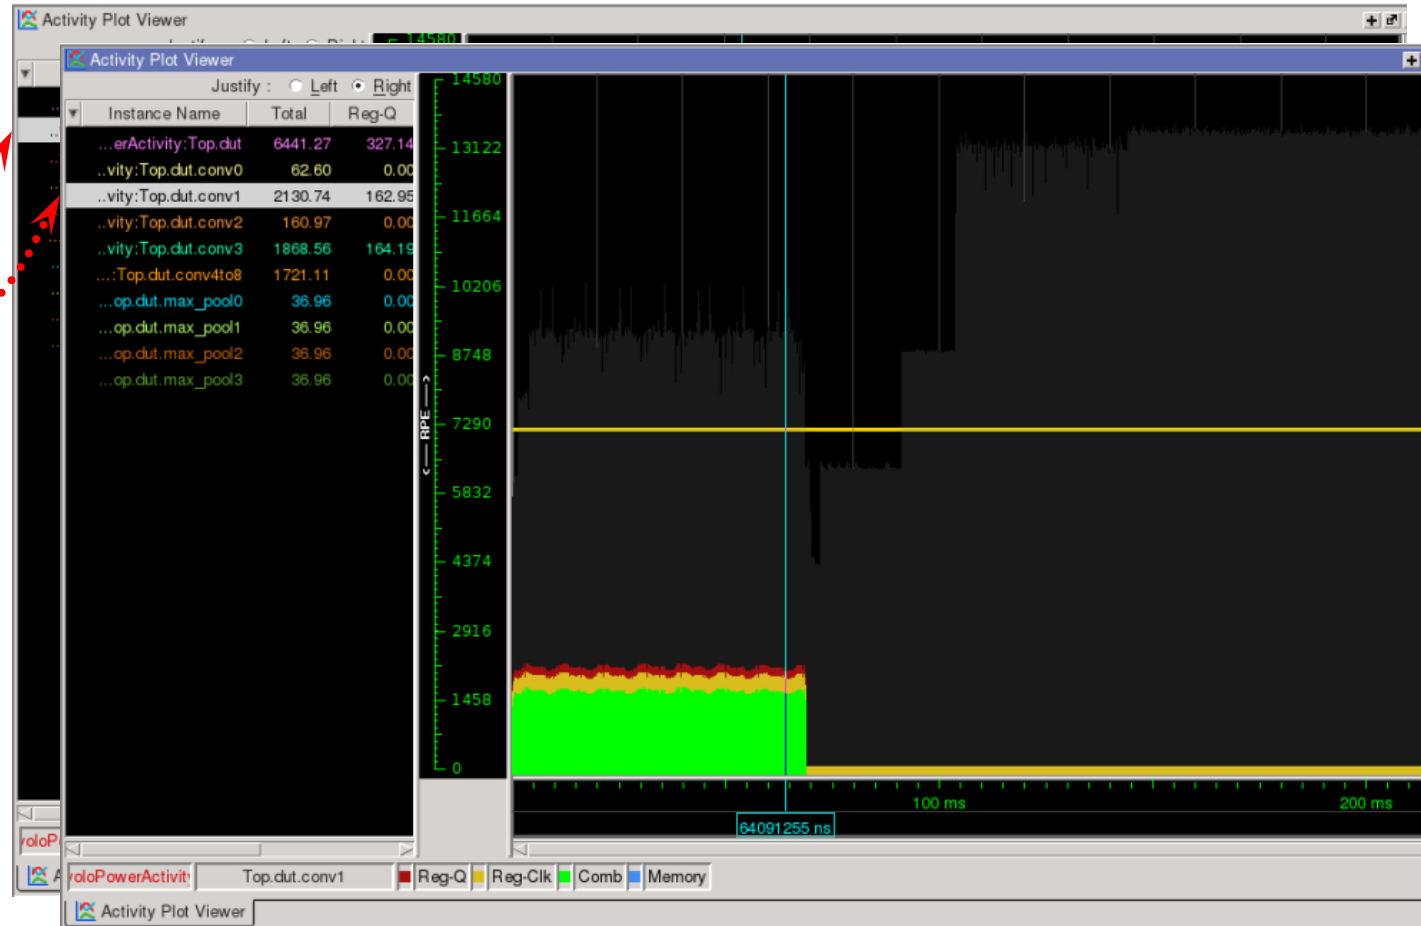 Activity Plot Viewer
14580
Activity Plot Viewer
Justify : Left Right
Instance Name Total Reg-Q
...erActivity:Top.dut 6441.27 327.14
..vity:Top.dut.conv0 62.60 0.00
..vity:Top.dut.conv1 2130.74 162.95
..vity:Top.dut.conv2 160.97 0.00
..vity:Top.dut.conv3 1868.56 164.19
...:Top.dut.conv4to8 1721.11 0.00
...op.dut.max_pool0 36.96 0.00
...op.dut.max_pool1 36.96 0.00
...op.dut.max_pool2 36.96 0.00
...op.dut.max_pool3 36.96 0.00
<—— RPE ——>
14580
13122
11664
10206
8748
7290
5832
4374
2916
1458
0
100 ms
200 ms
64091255 ns
roloP
roloPowerActivity
Top.dut.conv1
Reg-Q Reg-Clk Comb Memory
Activity Plot Viewer